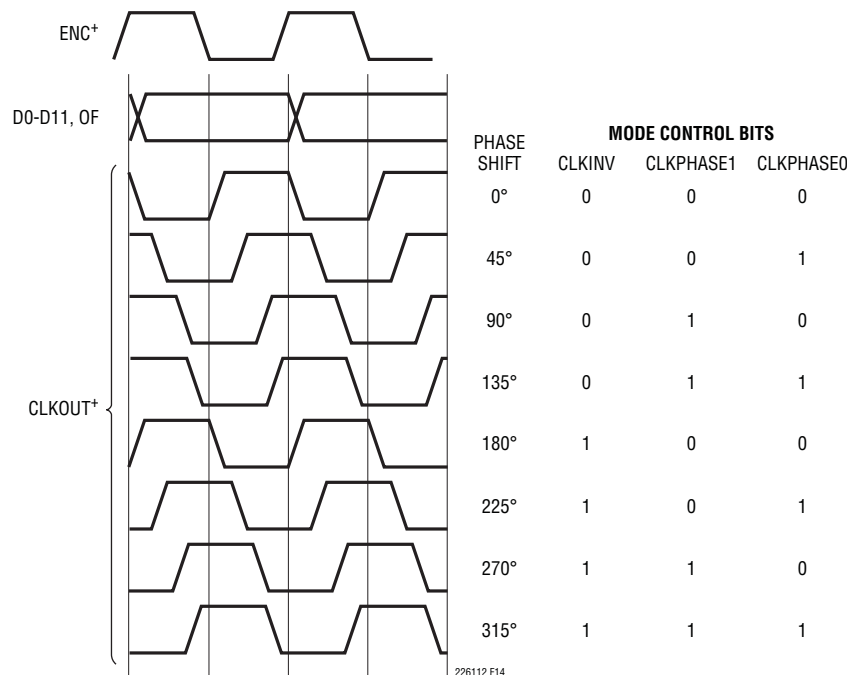 ENC+
D0-D11, OF
CLKOUT+
MODE CONTROL BITS
PHASE SHIFT CLKINV CLKPHASE1 CLKPHASE0
0° 0 0 0
45° 0 0 1
90° 0 1 0
135° 0 1 1
180° 1 0 0
225° 1 0 1
270° 1 1 0
315° 1 1 1
226112 F14